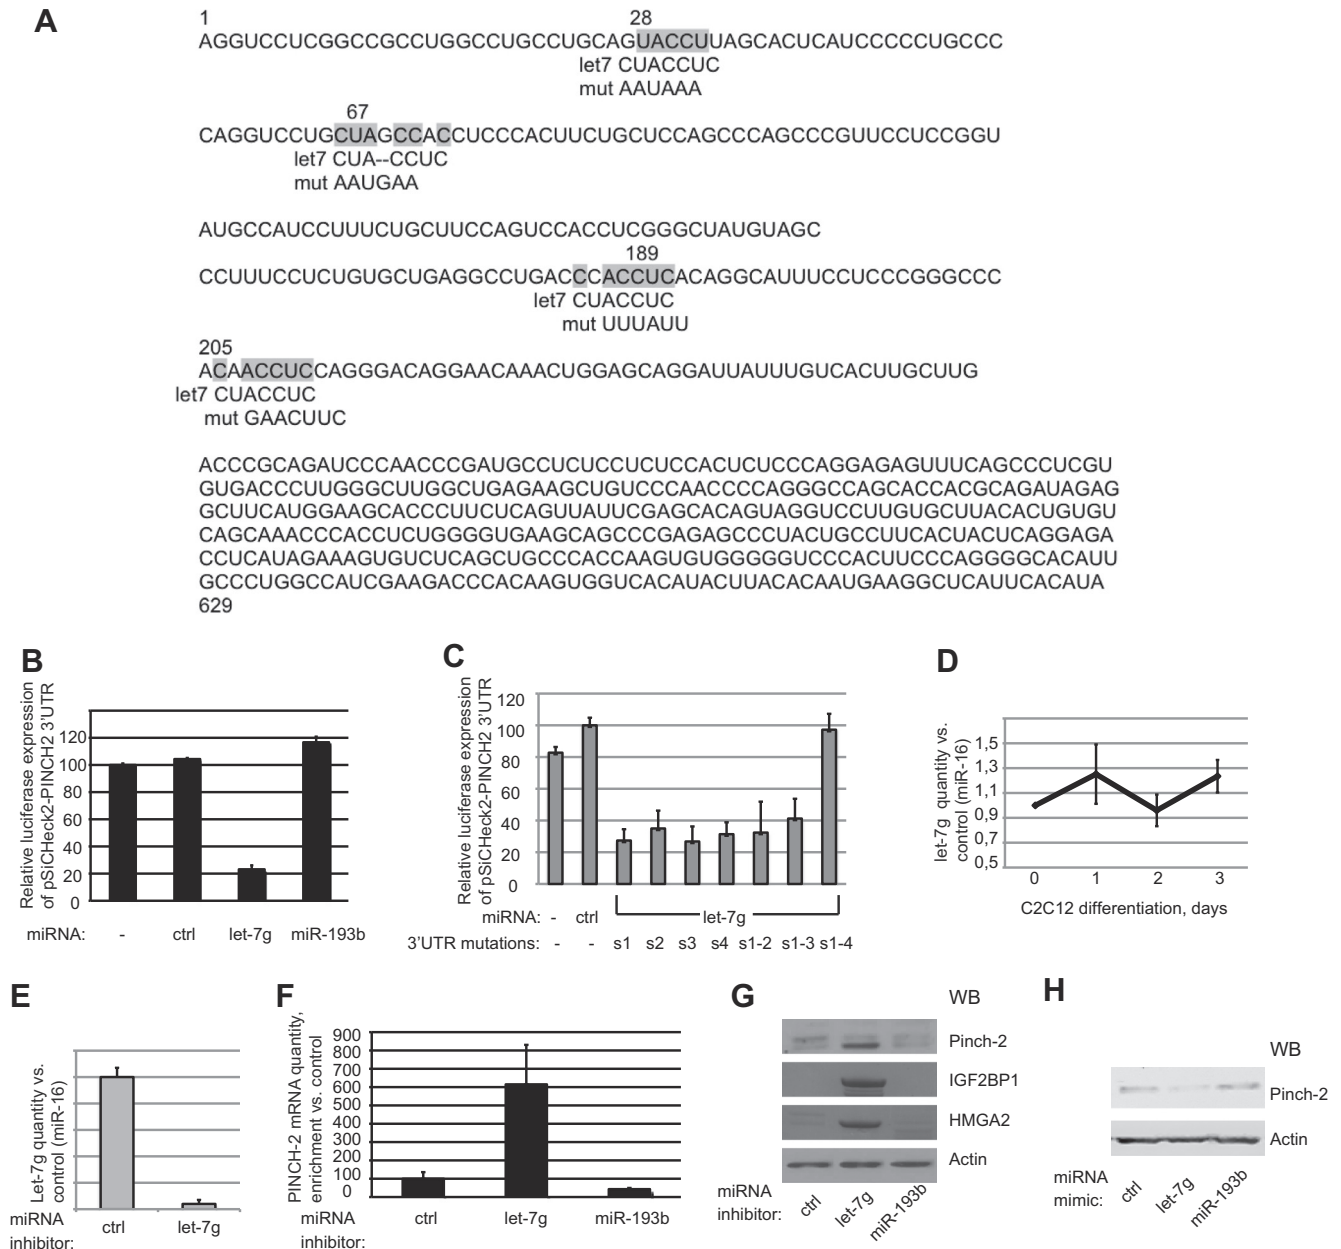 A
1 28
AGGUCCUCGGCCGCCUGGCCUGCCUGCAGUACCUUAGCACUCAUCCCCCUGCCC
let7 CUACCUC
mut AAUAAA
67
CAGGUCCUGCUAGCCACCUCCCACUUCUGCUCCAGCCCAGCCCGUUCCUCCGGU
let7 CUA--CCUC
mut AAUGAA
AUGCCAUCCUUUCUGCUUCCAGUCCACCUCGGGCUAUGUAGC
189
CCUUUCCUCUGUGCUGAGGCCUGACCCACCUCACAGGCAUUUCCUCCCGGGCCC
let7 CUACCUC
mut UUUAUU
205
ACAACCUCCAGGGACAGGAACAAACUGGAGCAGGAUUAUUUGUCACUUGCUUG
let7 CUACCUC
mut GAACUUC
ACCCGCAGAUCCCAACCCGAUGCCUCUCCUCUCCACUCUCCCAGGAGAGUUUCAGCCCUCGU
GUGACCCUUGGGCUUGGCUGAGAAGCUGUCCCAACCCCAGGGCCAGCACCACGCAGAUAGAG
GCUUCAUGGAAGCACCCUUCUCAGUUAUUCGAGCACAGUAGGUCCUUGUGCUUACACUGUGU
CAGCAAACCCACCUCUGGGGUGAAGCAGCCCGAGAGCCCUACUGCCUUCACUACUCAGGAGA
CCUCAUAGAAAGUGUCUCAGCUGCCCACCAAGUGUGGGGGUCCCACUUCCCAGGGGCACAUU
GCCCUGGCCAUCGAAGACCCACAAGUGGUCACAUACUUACACAAUGAAGGCUCAUUCACAUA
629
B
Relative luciferase expression
of pSiCHeck2-PINCH2 3'UTR
120
100
80
60
40
20
0
miRNA: - ctrl let-7g miR-193b
C
Relative luciferase expression
of pSiCHeck2-PINCH2 3'UTR
120
100
80
60
40
20
0
miRNA: - ctrl let-7g
3'UTR mutations: - - s1 s2 s3 s4 s1-2 s1-3 s1-4
D
let-7g quantity vs.
control (miR-16)
1,5
1,3
1,1
0,9
0,7
0,5
0 1 2 3
C2C12 differentiation, days
E
Let-7g quantity vs.
control (miR-16)
miRNA
inhibitor:
ctrl let-7g
F
PINCH-2 mRNA quantity,
enrichment vs. control
900
800
700
600
500
400
300
200
100
0
miRNA
inhibitor:
ctrl let-7g miR-193b
G
WB
Pinch-2
IGF2BP1
HMGA2
Actin
miRNA
inhibitor:
ctrl let-7g miR-193b
H
WB
Pinch-2
Actin
miRNA
mimic:
ctrl let-7g miR-193b